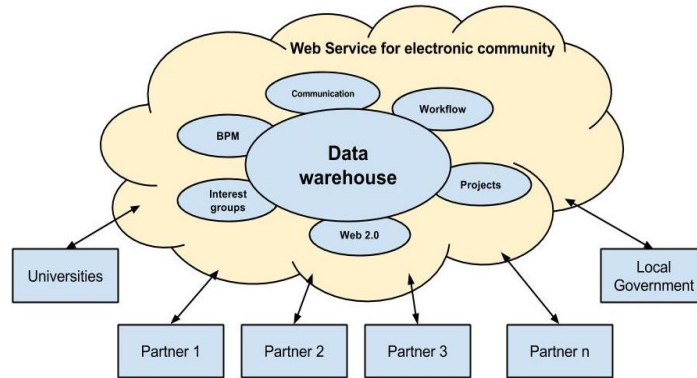 Web Service for electronic community
Communication
Workflow
BPM
Data
warehouse
Projects
Interest
groups
Web 2.0
Universities
Local
Government
Partner 1
Partner 2
Partner 3
Partner n